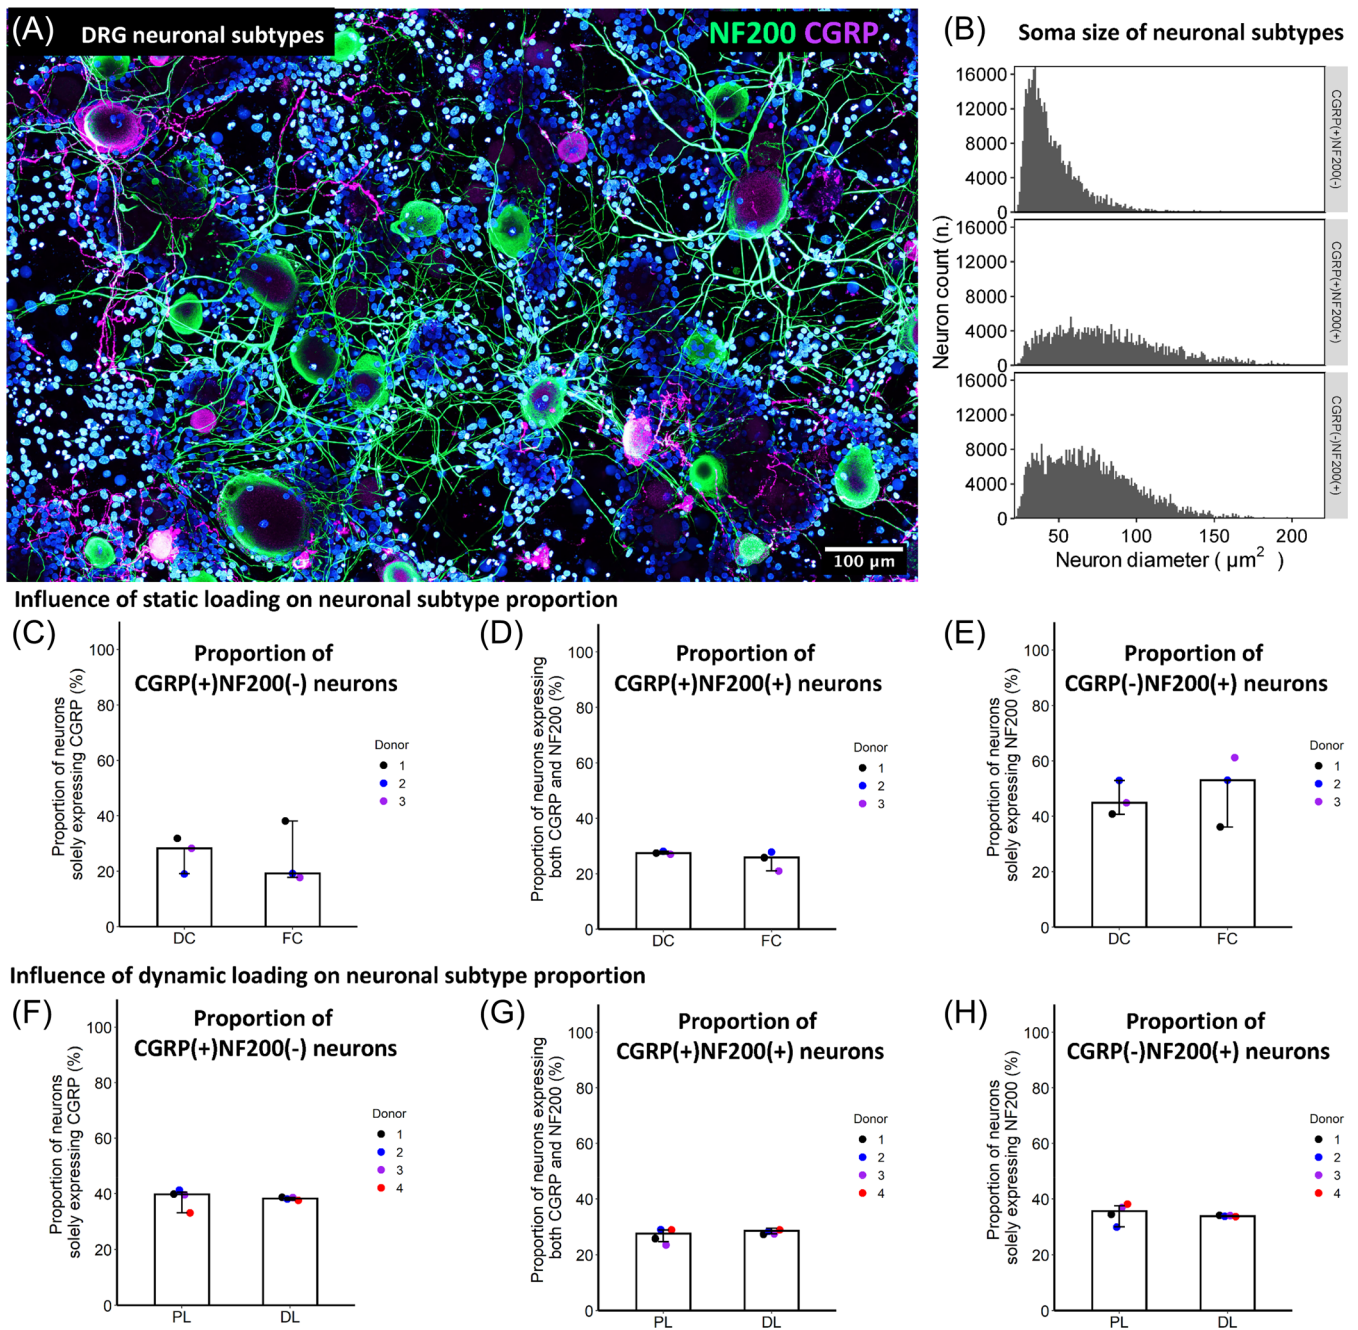 (A)
DRG neuronal subtypes
NF200 CGRP
100 µm
(B)
Soma size of neuronal subtypes
Neuron count (n.)
16000
12000
8000
4000
0
CGRP(+)NF200(-)
16000
12000
8000
4000
0
CGRP(+)NF200(+)
16000
12000
8000
4000
0
CGRP(-)NF200(+)
50 100 150 200
Neuron diameter ( µm² )
Influence of static loading on neuronal subtype proportion
(C)
Proportion of
CGRP(+)NF200(-) neurons
Proportion of neurons
solely expressing CGRP (%)
100
80
60
40
20
0
DC FC
Donor
1
2
3
(D)
Proportion of
CGRP(+)NF200(+) neurons
Proportion of neurons expressing
both CGRP and NF200 (%)
100
80
60
40
20
0
DC FC
Donor
1
2
3
(E)
Proportion of
CGRP(-)NF200(+) neurons
Proportion of neurons
solely expressing NF200 (%)
100
80
60
40
20
0
DC FC
Donor
1
2
3
Influence of dynamic loading on neuronal subtype proportion
(F)
Proportion of
CGRP(+)NF200(-) neurons
Proportion of neurons
solely expressing CGRP (%)
100
80
60
40
20
0
PL DL
Donor
1
2
3
4
(G)
Proportion of
CGRP(+)NF200(+) neurons
Proportion of neurons expressing
both CGRP and NF200 (%)
100
80
60
40
20
0
PL DL
Donor
1
2
3
4
(H)
Proportion of
CGRP(-)NF200(+) neurons
Proportion of neurons
solely expressing NF200 (%)
100
80
60
40
20
0
PL DL
Donor
1
2
3
4